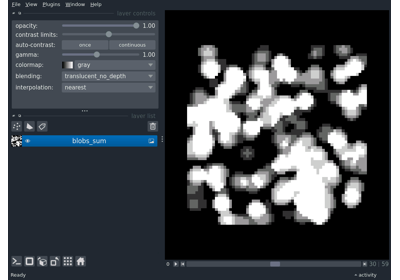 File View Plugins Window Help
layer controls
opacity: 1.00
contrast limits:
auto-contrast: once continuous
gamma: 1.00
colormap: gray
blending: translucent_no_depth
interpolation: nearest
layer list
blobs_sum
Ready
30 59
activity